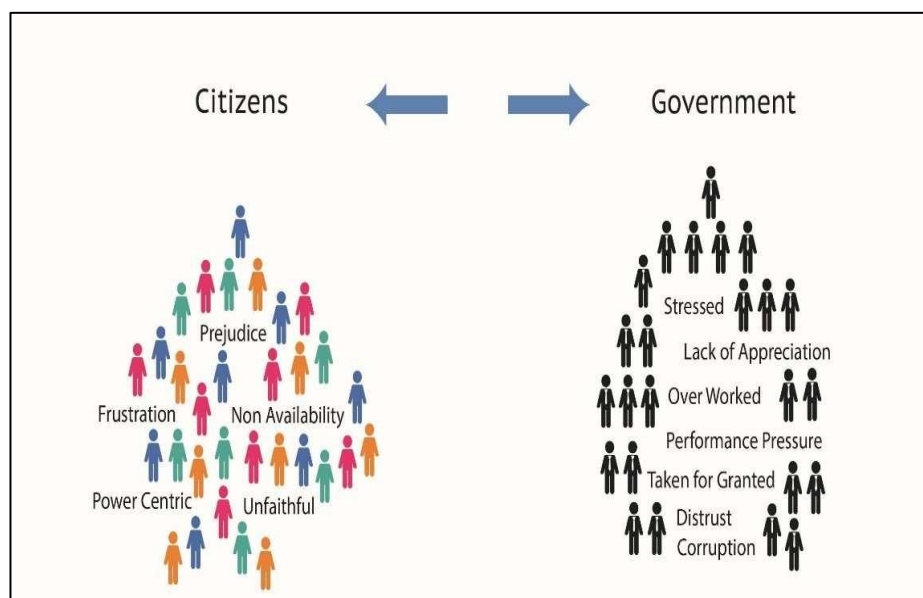 Citizens
Government
Prejudice
Frustration
Non Availability
Power Centric
Unfaithful
Stressed
Lack of Appreciation
Over Worked
Performance Pressure
Taken for Granted
Distrust
Corruption